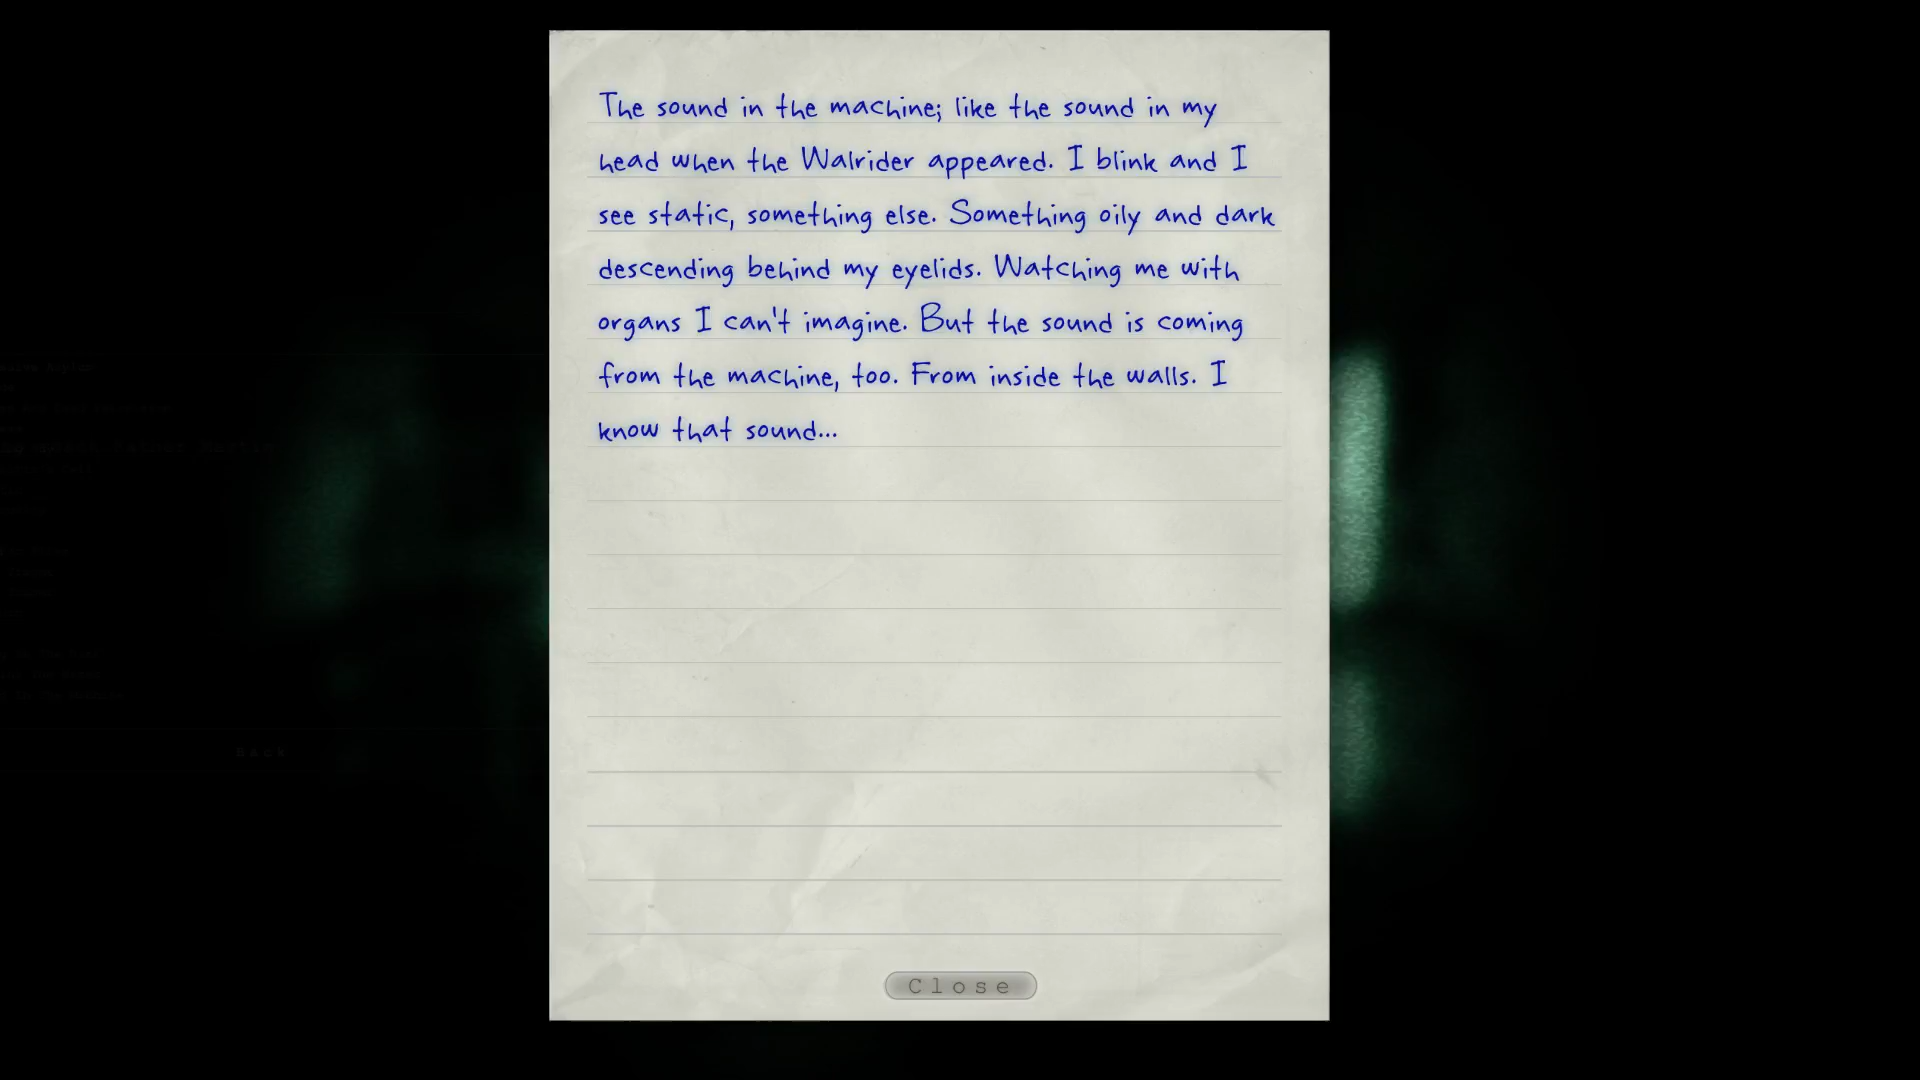 The sound in the machine; like the sound in my
head when the Walrider appeared. I blink and I
see static, something else. Something oily and dark
descending behind my eyelids. Watching me with
organs I can't imagine. But the sound is coming
from the machine, too. From inside the walls. I
know that sound...
Back
Close